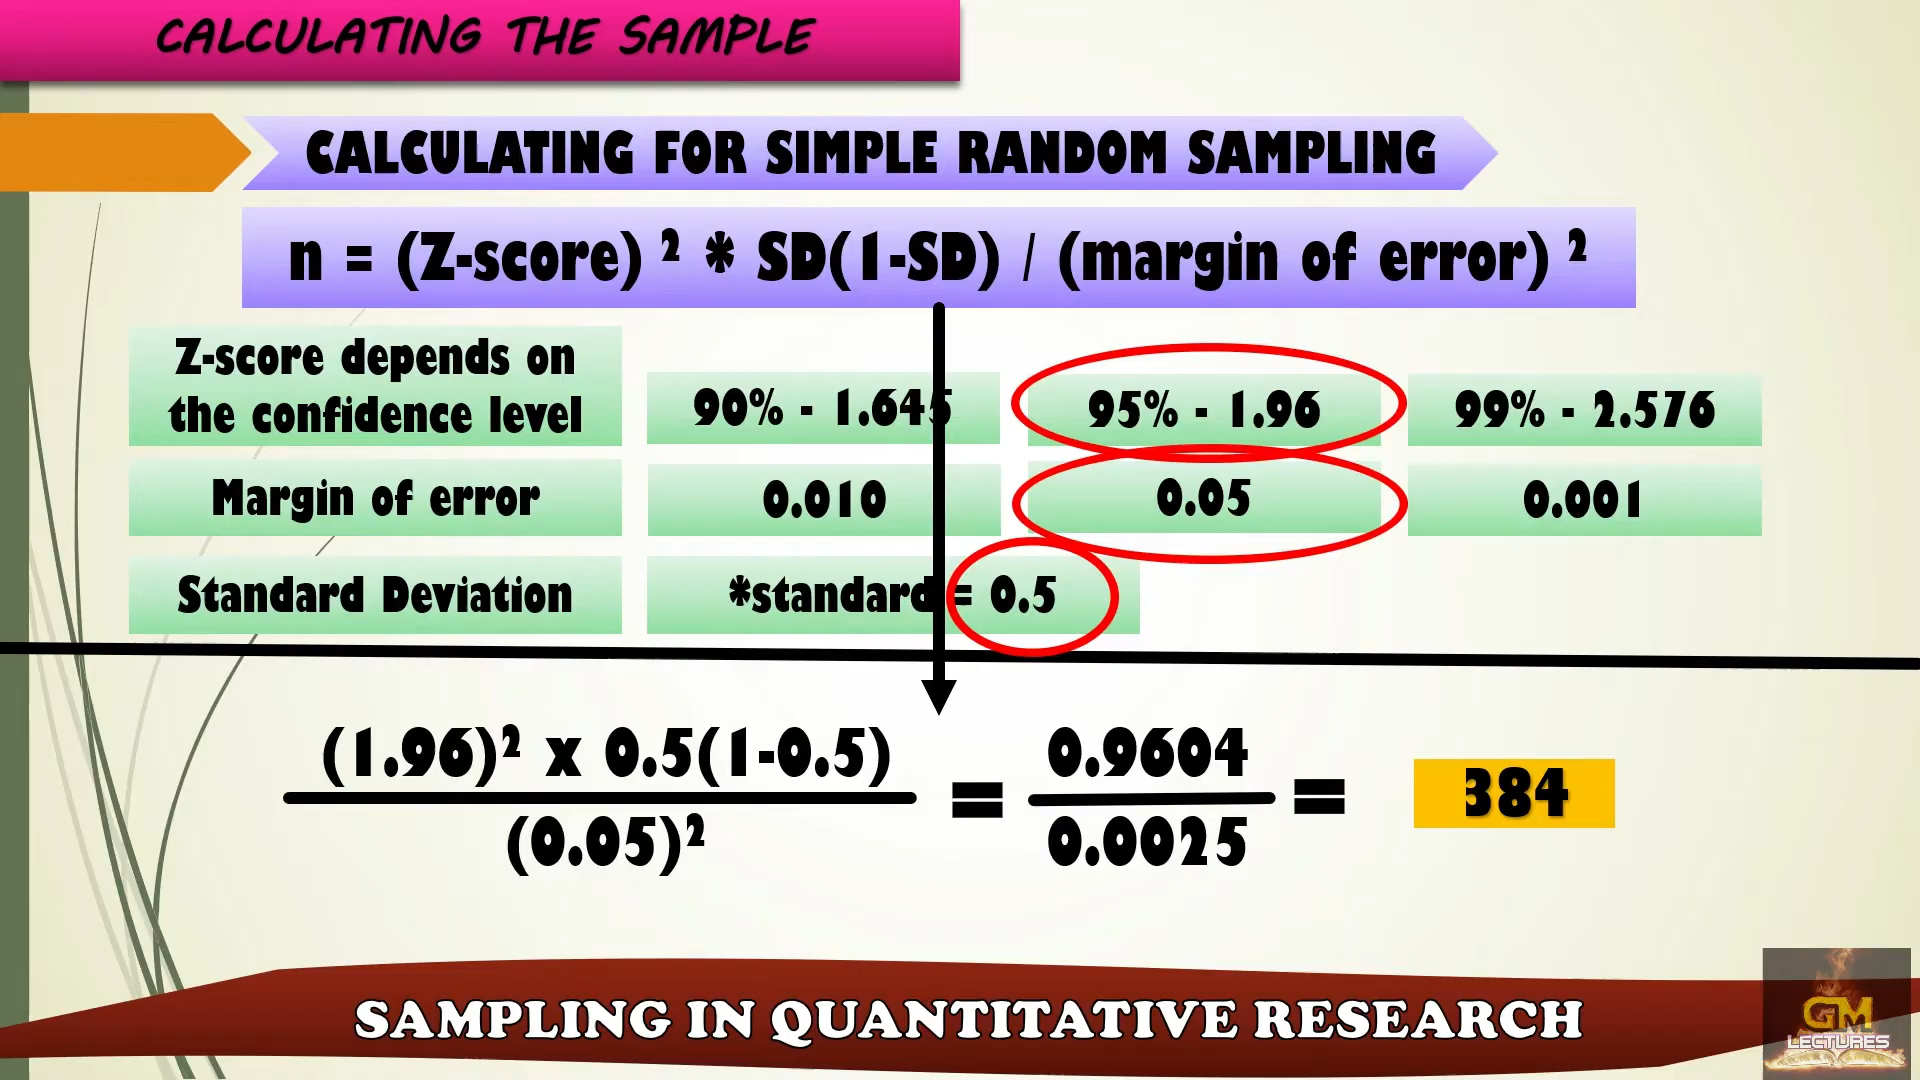 CALCULATING THE SAMPLE
CALCULATING FOR SIMPLE RANDOM SAMPLING
n = (Z-score) ² * SD(1-SD) / (margin of error) ²
Z-score depends on
the confidence level
90% - 1.645
95% - 1.96
99% - 2.576
Margin of error
0.010
0.05
0.001
Standard Deviation
*standard = 0.5
(1.96)² x 0.5(1-0.5)
(0.05)²
=
0.9604
0.0025
=
384
SAMPLING IN QUANTITATIVE RESEARCH
GM
LECTURES